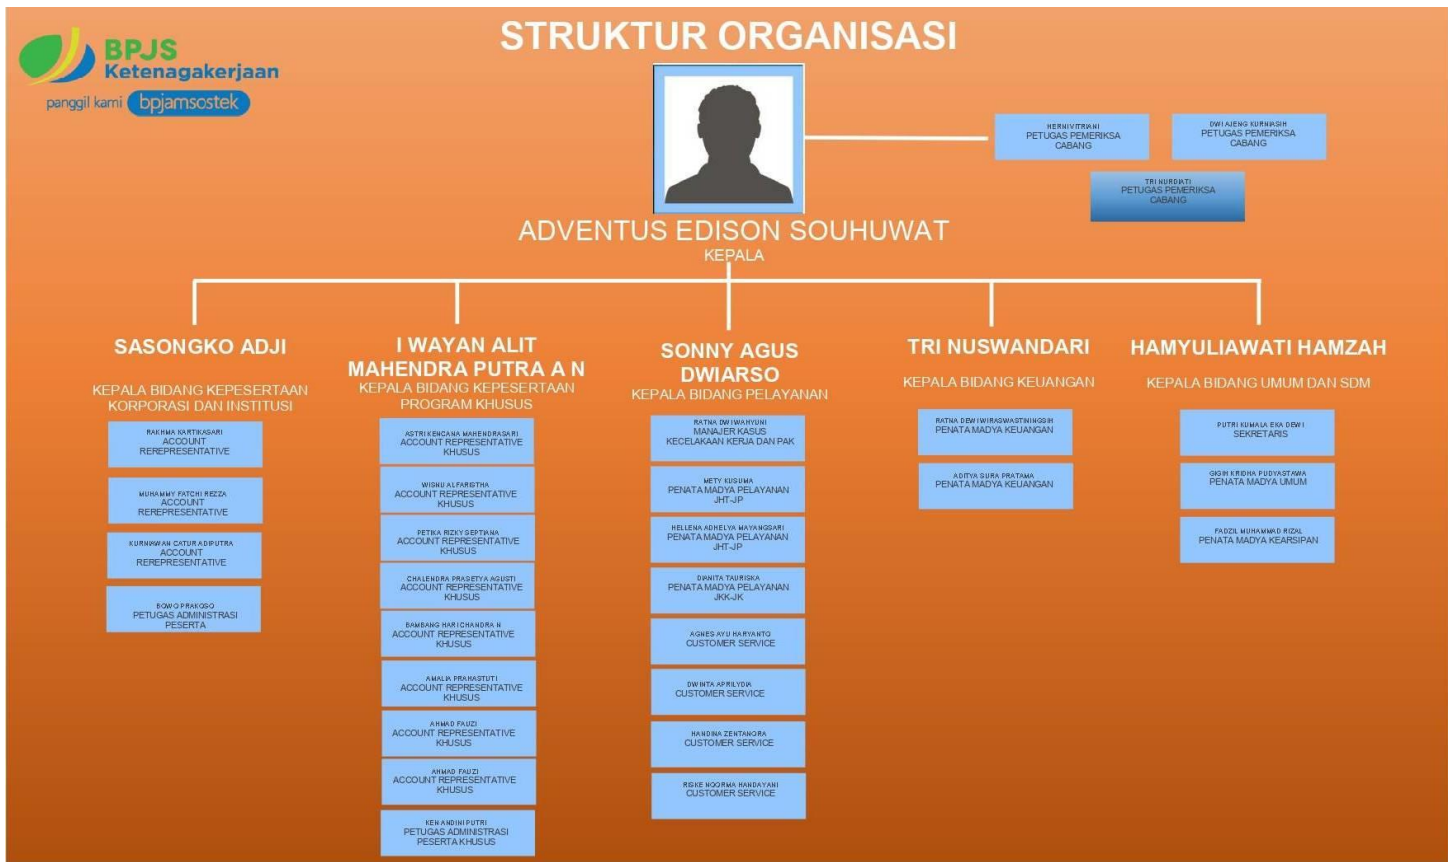 STRUKTUR ORGANISASI
BPJS
Ketenagakerjaan
panggil kami bpjamsostek
HERNI VITRIANI
PETUGAS PEMERIKSA
CABANG
DWI AJENG KURNIASIH
PETUGAS PEMERIKSA
CABANG
TRI NURDIATI
PETUGAS PEMERIKSA
CABANG
ADVENTUS EDISON SOUHUWAT
KEPALA
SASONGKO ADJI
KEPALA BIDANG KEPESERTAAN
KORPORASI DAN INSTITUSI
RAKHMA KARTIKASARI
ACCOUNT
REREPRESENTATIVE
MUHAMMY FATCHI REZZA
ACCOUNT
REREPRESENTATIVE
KURNIAWAN CATUR ADIPUTRA
ACCOUNT
REREPRESENTATIVE
BOWO PRAKOSO
PETUGAS ADMINISTRASI
PESERTA
I WAYAN ALIT
MAHENDRA PUTRA A N
KEPALA BIDANG KEPESERTAAN
PROGRAM KHUSUS
ASTRI KENCANA MAHENDRASARI
ACCOUNT REPRESENTATIVE
KHUSUS
WISNU ALFARISTHA
ACCOUNT REPRESENTATIVE
KHUSUS
PETIKA RIZKY SEPTIANA
ACCOUNT REPRESENTATIVE
KHUSUS
CHALENDRA PRASETYA AGUSTI
ACCOUNT REPRESENTATIVE
KHUSUS
BAMBANG HARI CHANDRA N
ACCOUNT REPRESENTATIVE
KHUSUS
AMALIA PRAHASTUTI
ACCOUNT REPRESENTATIVE
KHUSUS
AHMAD FAUZI
ACCOUNT REPRESENTATIVE
KHUSUS
AHMAD FAUZI
ACCOUNT REPRESENTATIVE
KHUSUS
KEN ANDINI PUTRI
PETUGAS ADMINISTRASI
PESERTA KHUSUS
SONNY AGUS
DWIARSO
KEPALA BIDANG PELAYANAN
RATNA DWI WAHYUNI
MANAJER KASUS
KECELAKAAN KERJA DAN PAK
METY KUSUMA
PENATA MADYA PELAYANAN
JHT-JP
HELLENA ADHELYA MAYANGSARI
PENATA MADYA PELAYANAN
JHT-JP
DIANITA TAURISKA
PENATA MADYA PELAYANAN
JKK-JK
AGNES AYU HARYANTO
CUSTOMER SERVICE
DWINTA APRILYDIA
CUSTOMER SERVICE
HANDINA ZENTANORA
CUSTOMER SERVICE
RISKE NOORMA HANDAYANI
CUSTOMER SERVICE
TRI NUSWANDARI
KEPALA BIDANG KEUANGAN
RATNA DEWI WIRASWASTININGSIH
PENATA MADYA KEUANGAN
ADITYA SURA PRATAMA
PENATA MADYA KEUANGAN
HAMYULIAWATI HAMZAH
KEPALA BIDANG UMUM DAN SDM
PUTRI KUMALA EKA DEWI
SEKRETARIS
GIGIH KRIDHA PUDYASTAWA
PENATA MADYA UMUM
FADZIL MUHAMMAD RIZAL
PENATA MADYA KEARSIPAN